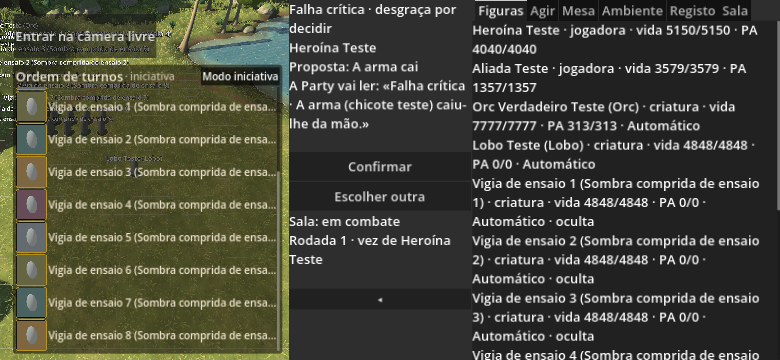 Entrar na câmera livre
Ordem de turnos · iniciativa
Modo iniciativa
Vigia de ensaio 1 (Sombra comprida de ensa...
Vigia de ensaio 2 (Sombra comprida de ensa...
Vigia de ensaio 3 (Sombra comprida de ensa...
Vigia de ensaio 4 (Sombra comprida de ensa...
Vigia de ensaio 5 (Sombra comprida de ensa...
Vigia de ensaio 6 (Sombra comprida de ensa...
Vigia de ensaio 7 (Sombra comprida de ensa...
Vigia de ensaio 8 (Sombra comprida de ensa...
Falha crítica · desgraça por
decidir
Heroína Teste
Proposta: A arma cai
A Party vai ler: «Falha crítica
· A arma (chicote teste) caiu-
lhe da mão.»
Confirmar
Escolher outra
Sala: em combate
Rodada 1 · vez de Heroína
Teste
Figuras Agir Mesa Ambiente Registo Sala
Heroína Teste · jogadora · vida 5150/5150 · PA
4040/4040
Aliada Teste · jogadora · vida 3579/3579 · PA
1357/1357
Orc Verdadeiro Teste (Orc) · criatura · vida
7777/7777 · PA 313/313 · Automático
Lobo Teste (Lobo) · criatura · vida 4848/4848 ·
PA 0/0 · Automático
Vigia de ensaio 1 (Sombra comprida de ensaio
1) · criatura · vida 4848/4848 · PA 0/0 ·
Automático · oculta
Vigia de ensaio 2 (Sombra comprida de ensaio
2) · criatura · vida 4848/4848 · PA 0/0 ·
Automático · oculta
Vigia de ensaio 3 (Sombra comprida de ensaio
3) · criatura · vida 4848/4848 · PA 0/0 ·
Automático · oculta
Vigia de ensaio 4 (Sombra comprida de ensaio